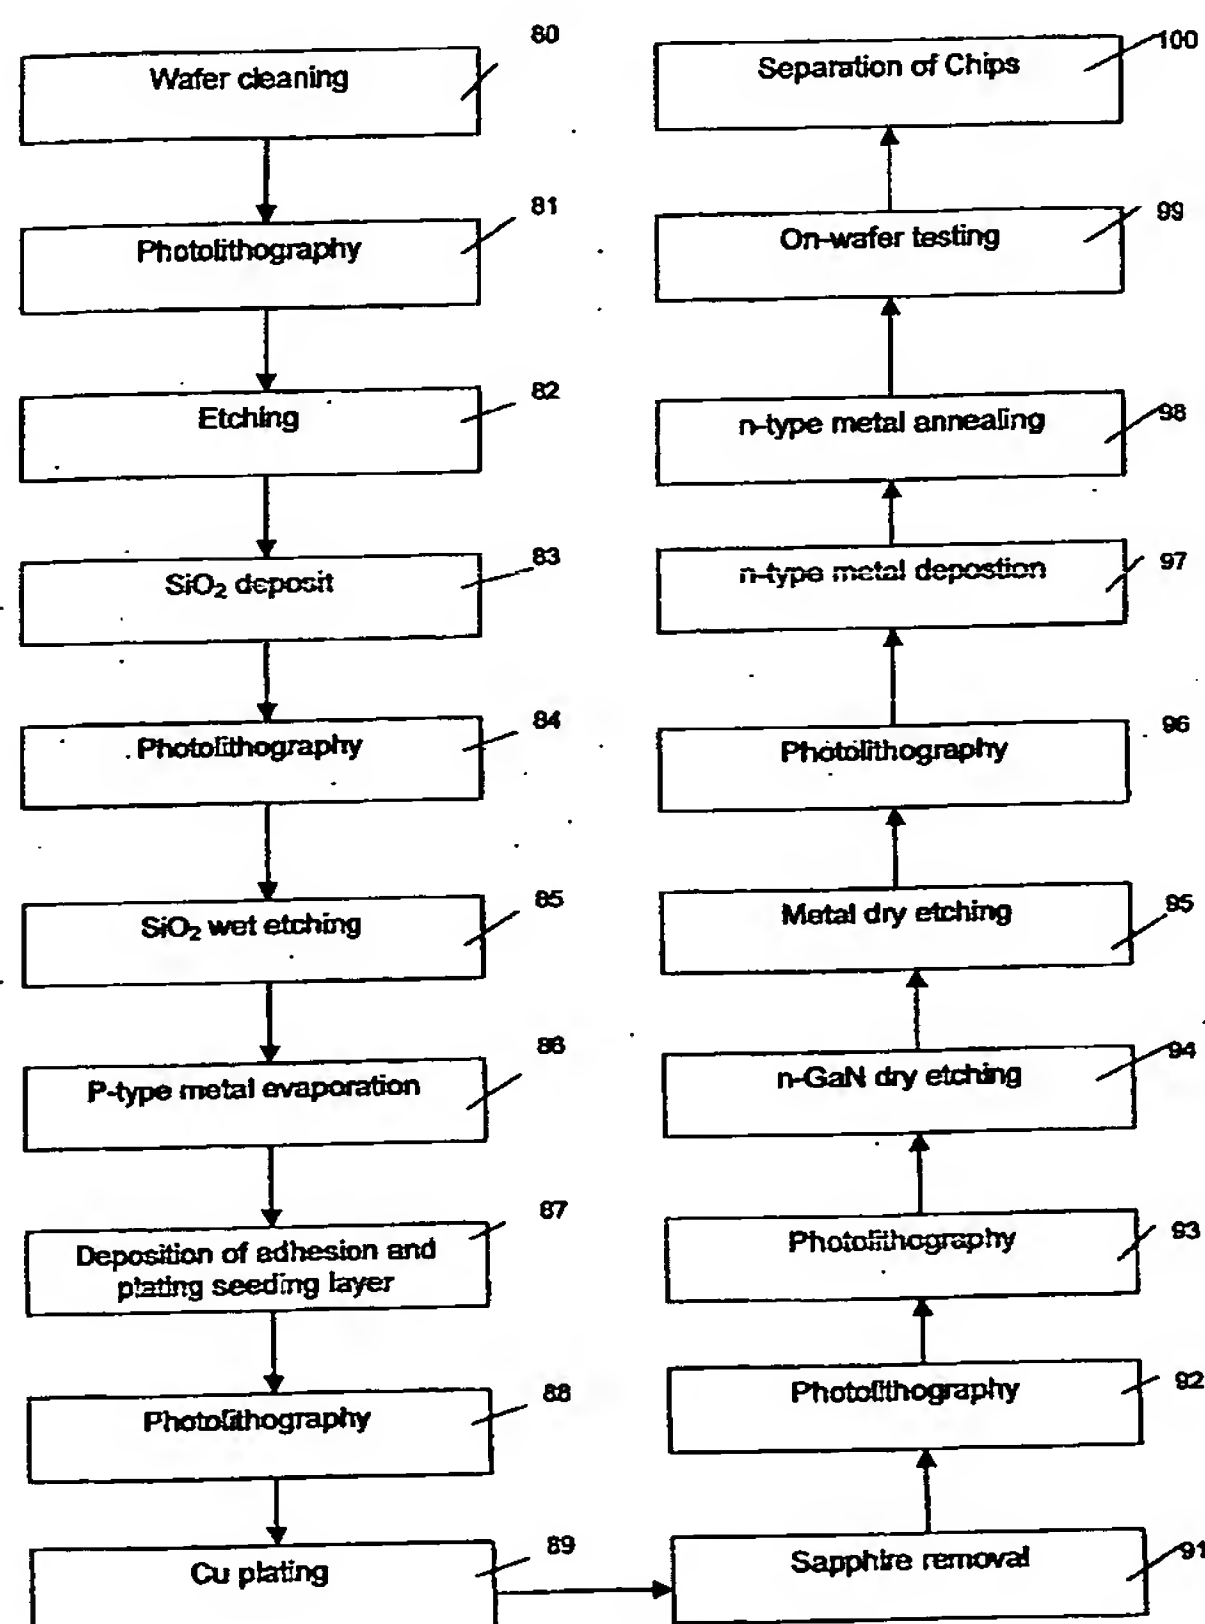 80
Wafer cleaning
81
Photolithography
82
Etching
83
SiO₂ deposit
84
Photolithography
85
SiO₂ wet etching
86
P-type metal evaporation
87
Deposition of adhesion and
plating seeding layer
88
Photolithography
89
Cu plating
91
Sapphire removal
92
Photolithography
93
Photolithography
94
n-GaN dry etching
95
Metal dry etching
96
Photolithography
97
n-type metal depostion
98
n-type metal annealing
99
On-wafer testing
100
Separation of Chips